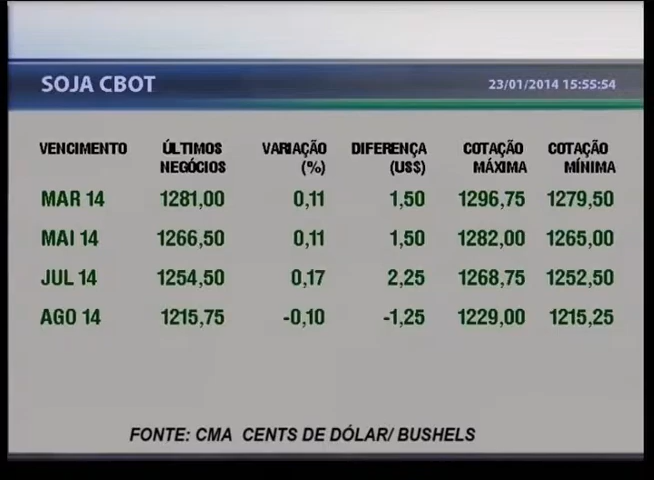 SOJA CBOT 23/01/2014 15:55:54
VENCIMENTO ÚLTIMOS NEGÓCIOS VARIAÇÃO (%) DIFERENÇA (US$) COTAÇÃO MÁXIMA COTAÇÃO MÍNIMA
MAR 14 1281,00 0,11 1,50 1296,75 1279,50
MAI 14 1266,50 0,11 1,50 1282,00 1265,00
JUL 14 1254,50 0,17 2,25 1268,75 1252,50
AGO 14 1215,75 -0,10 -1,25 1229,00 1215,25
FONTE: CMA CENTS DE DÓLAR/ BUSHELS